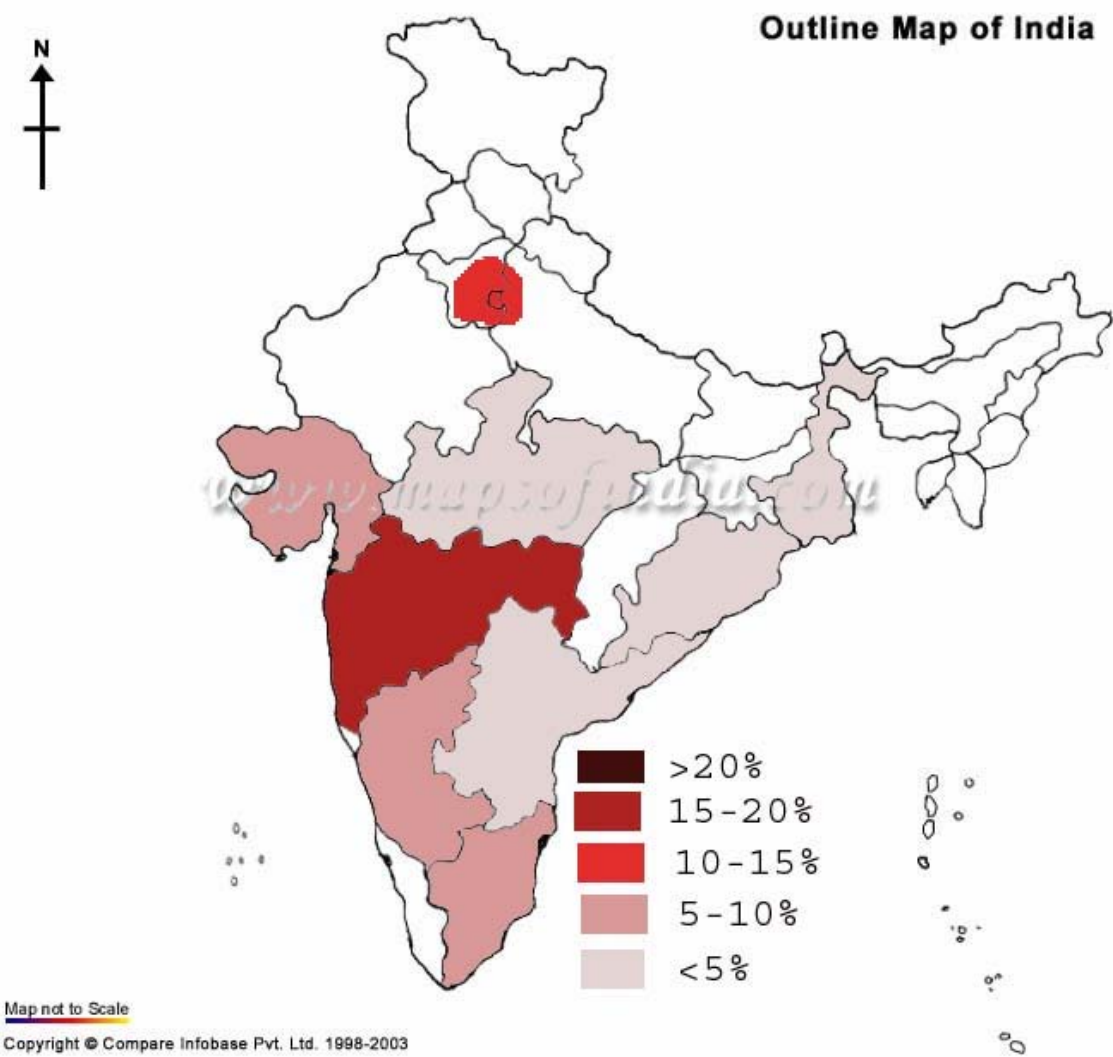 Outline Map of India
N
www.mapsofindia.com
>20%
15-20%
10-15%
5-10%
<5%
Map not to Scale
Copyright © Compare Infobase Pvt. Ltd. 1998-2003